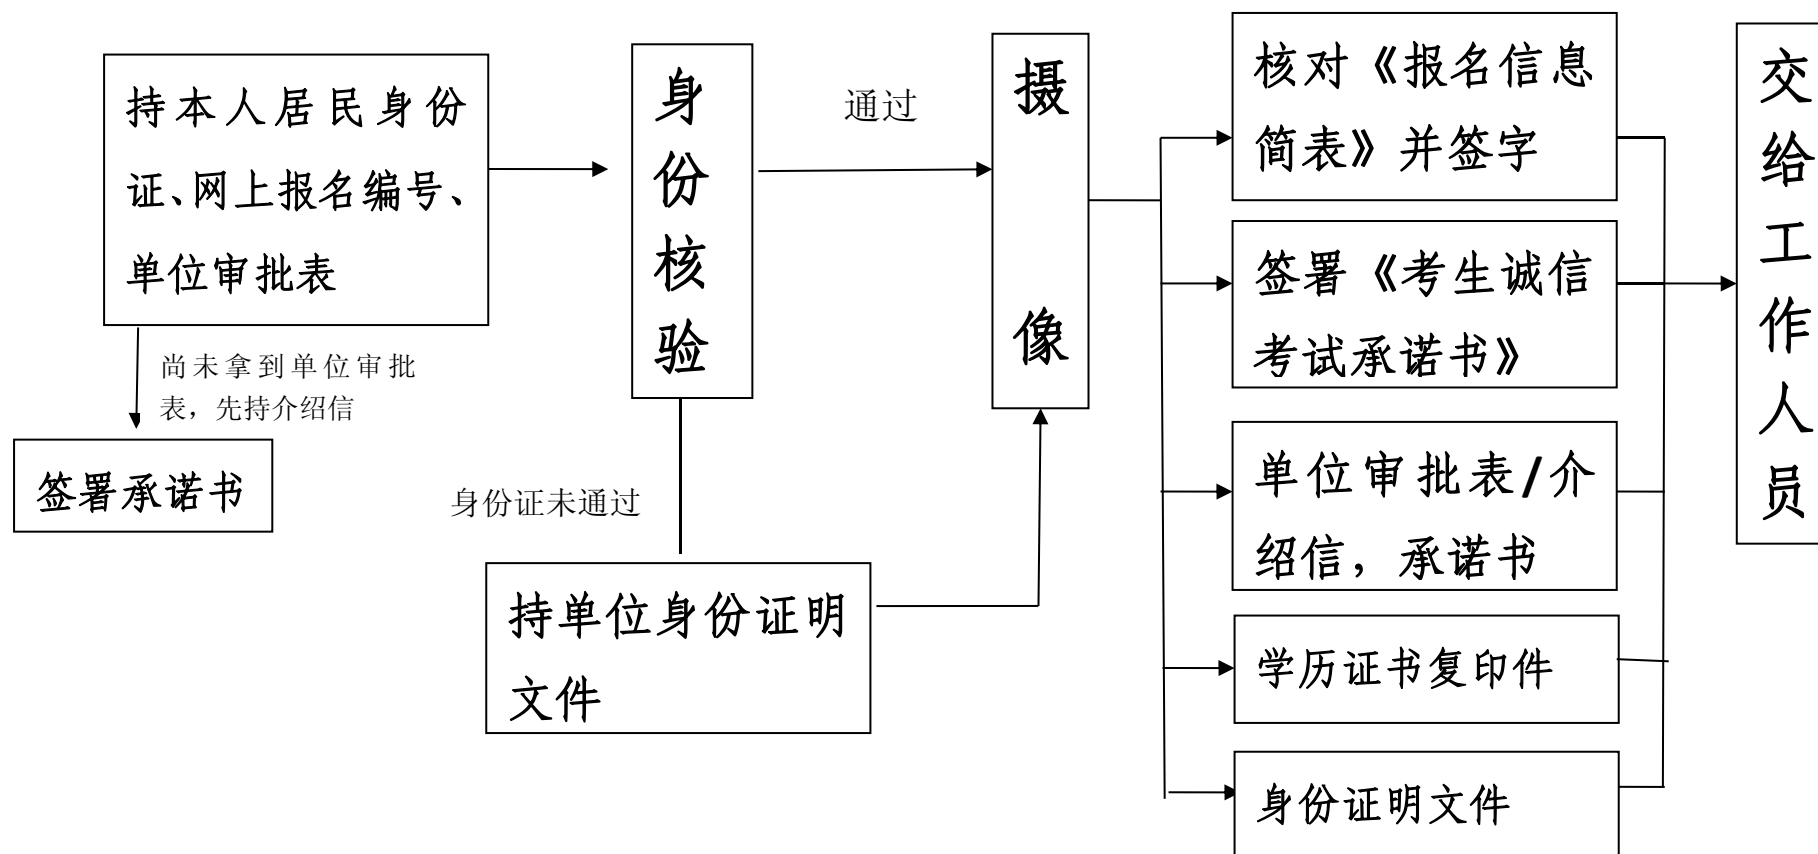 持本人居民身份
证、网上报名编号、
单位审批表
尚未拿到单位审批
表，先持介绍信
签署承诺书
身份核验
通过
身份证未通过
持单位身份证明
文件
摄像
核对《报名信息
简表》并签字
签署《考生诚信
考试承诺书》
单位审批表/介
绍信，承诺书
学历证书复印件
身份证明文件
交给工作人员